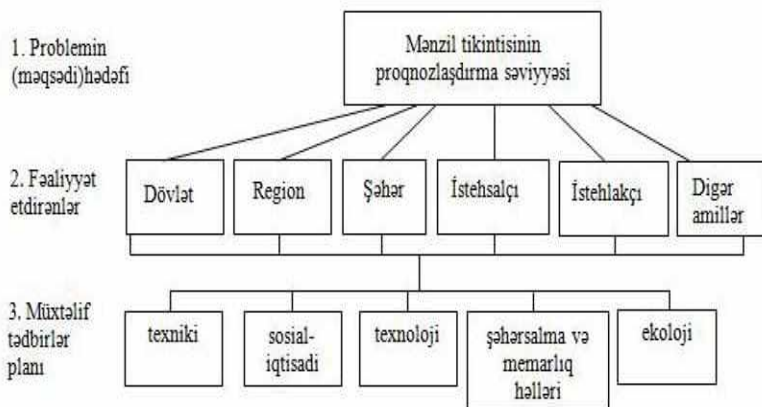 1. Problemin
(məqsədi)hədəfi
Mənzil tikintisinin
proqnozlaşdırma səviyyəsi
2. Fəaliyyət
etdirənlər
Dövlət
Region
Şəhər
İstehsalçı
İstehlakçı
Digər
amillər
3. Müxtəlif
tədbirlər
planı
texniki
sosial-
iqtisadi
texnoloji
şəhərsalma və
memarlıq
həlləri
ekoloji